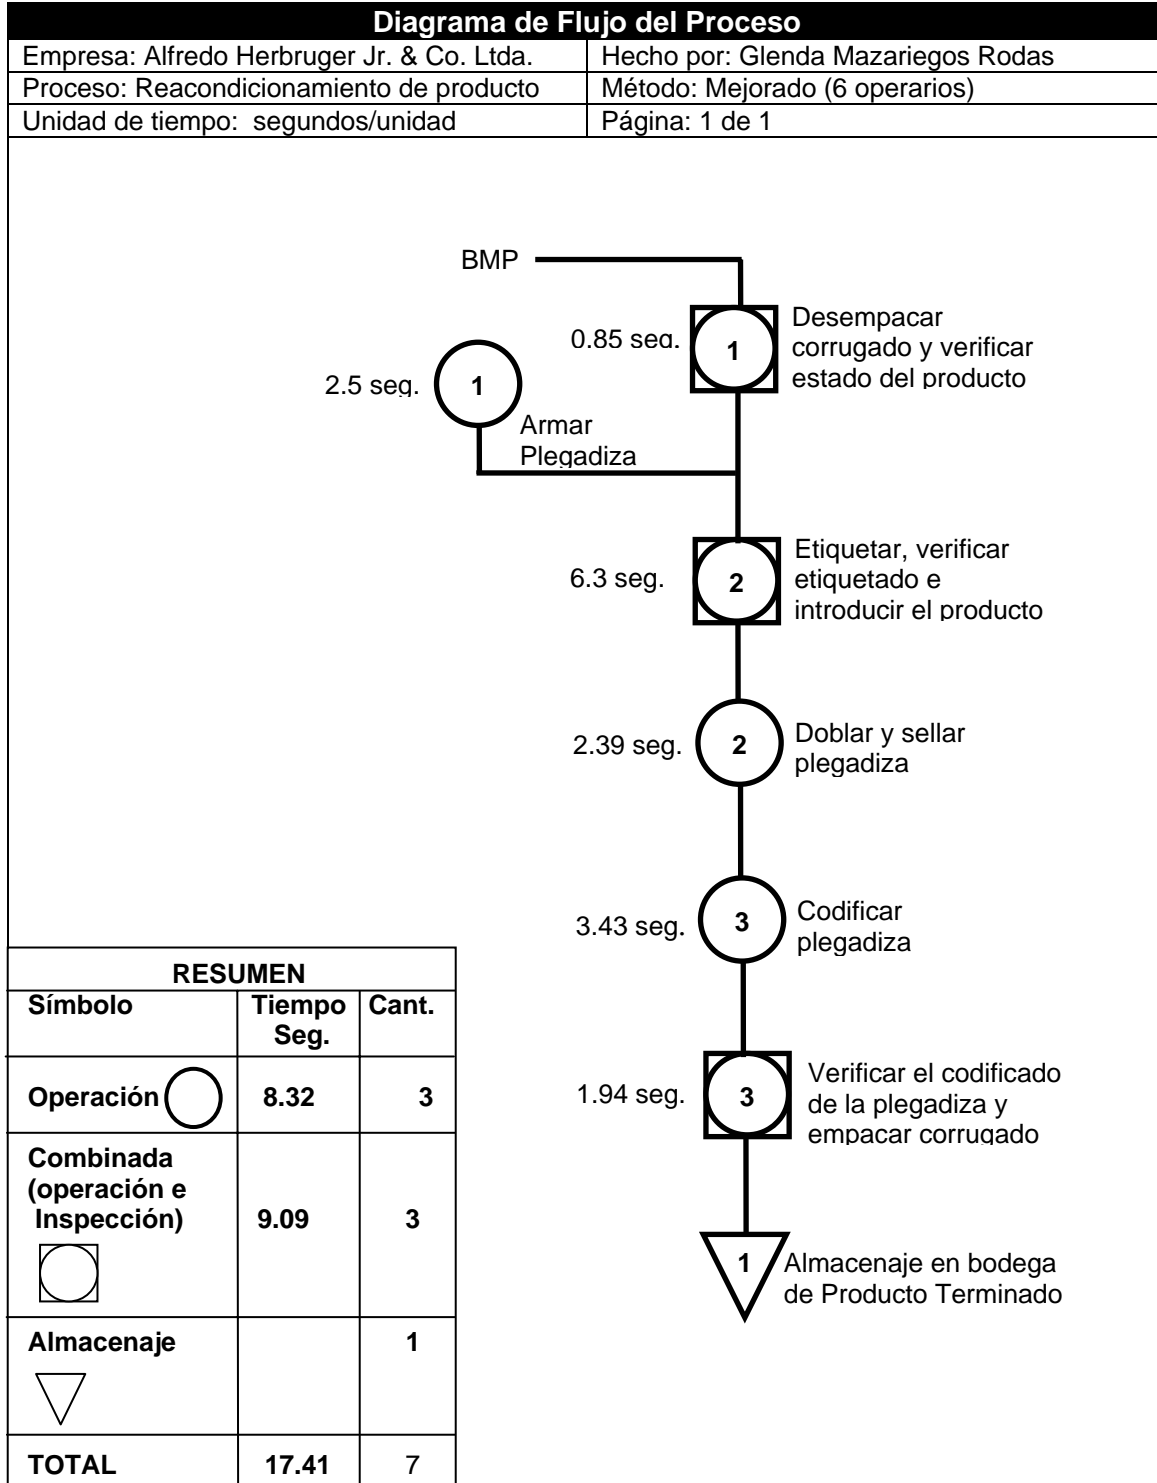 Diagrama de Flujo del Proceso
Empresa: Alfredo Herbruger Jr. & Co. Ltda.
Hecho por: Glenda Mazariegos Rodas
Proceso: Reacondicionamiento de producto
Método: Mejorado (6 operarios)
Unidad de tiempo: segundos/unidad
Página: 1 de 1
BMP
0.85 seg.
1
Desempacar
corrugado y verificar
estado del producto
2.5 seg.
1
Armar
Plegadiza
6.3 seg.
2
Etiquetar, verificar
etiquetado e
introducir el producto
2.39 seg.
2
Doblar y sellar
plegadiza
3.43 seg.
3
Codificar
plegadiza
1.94 seg.
3
Verificar el codificado
de la plegadiza y
empacar corrugado
1
Almacenaje en bodega
de Producto Terminado
RESUMEN
Símbolo
Tiempo
Seg.
Cant.
Operación
8.32
3
Combinada
(operación e
Inspección)
9.09
3
Almacenaje
1
TOTAL
17.41
7